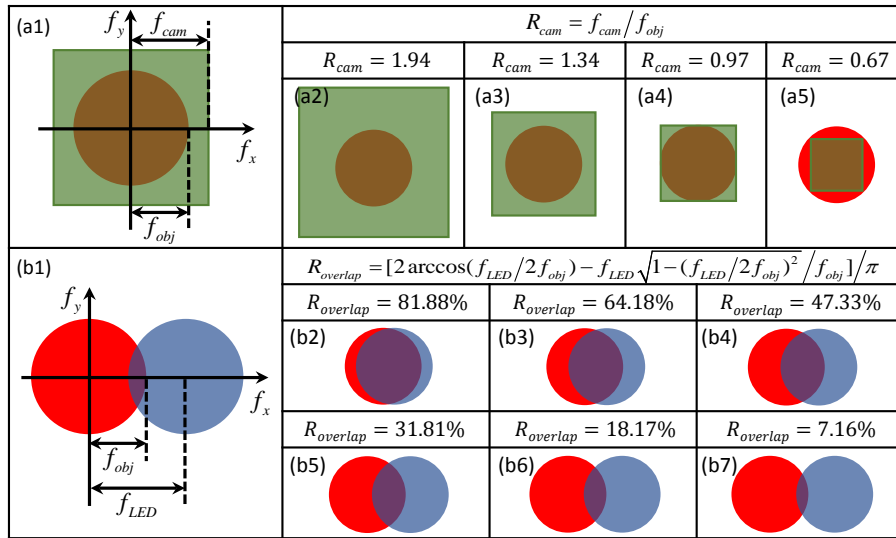 (a1)
f_y
f_cam
f_x
f_obj
R_cam = f_cam/f_obj
R_cam = 1.94
R_cam = 1.34
R_cam = 0.97
R_cam = 0.67
(a2)
(a3)
(a4)
(a5)
(b1)
f_y
f_x
f_obj
f_LED
R_overlap = [2 arccos(f_LED/2f_obj) − f_LED√(1−(f_LED/2f_obj)²)/f_obj]/π
R_overlap = 81.88%
R_overlap = 64.18%
R_overlap = 47.33%
(b2)
(b3)
(b4)
R_overlap = 31.81%
R_overlap = 18.17%
R_overlap = 7.16%
(b5)
(b6)
(b7)